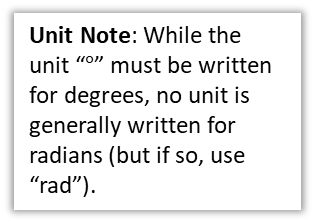 Unit Note: While the
unit “°” must be written
for degrees, no unit is
generally written for
radians (but if so, use
“rad”).